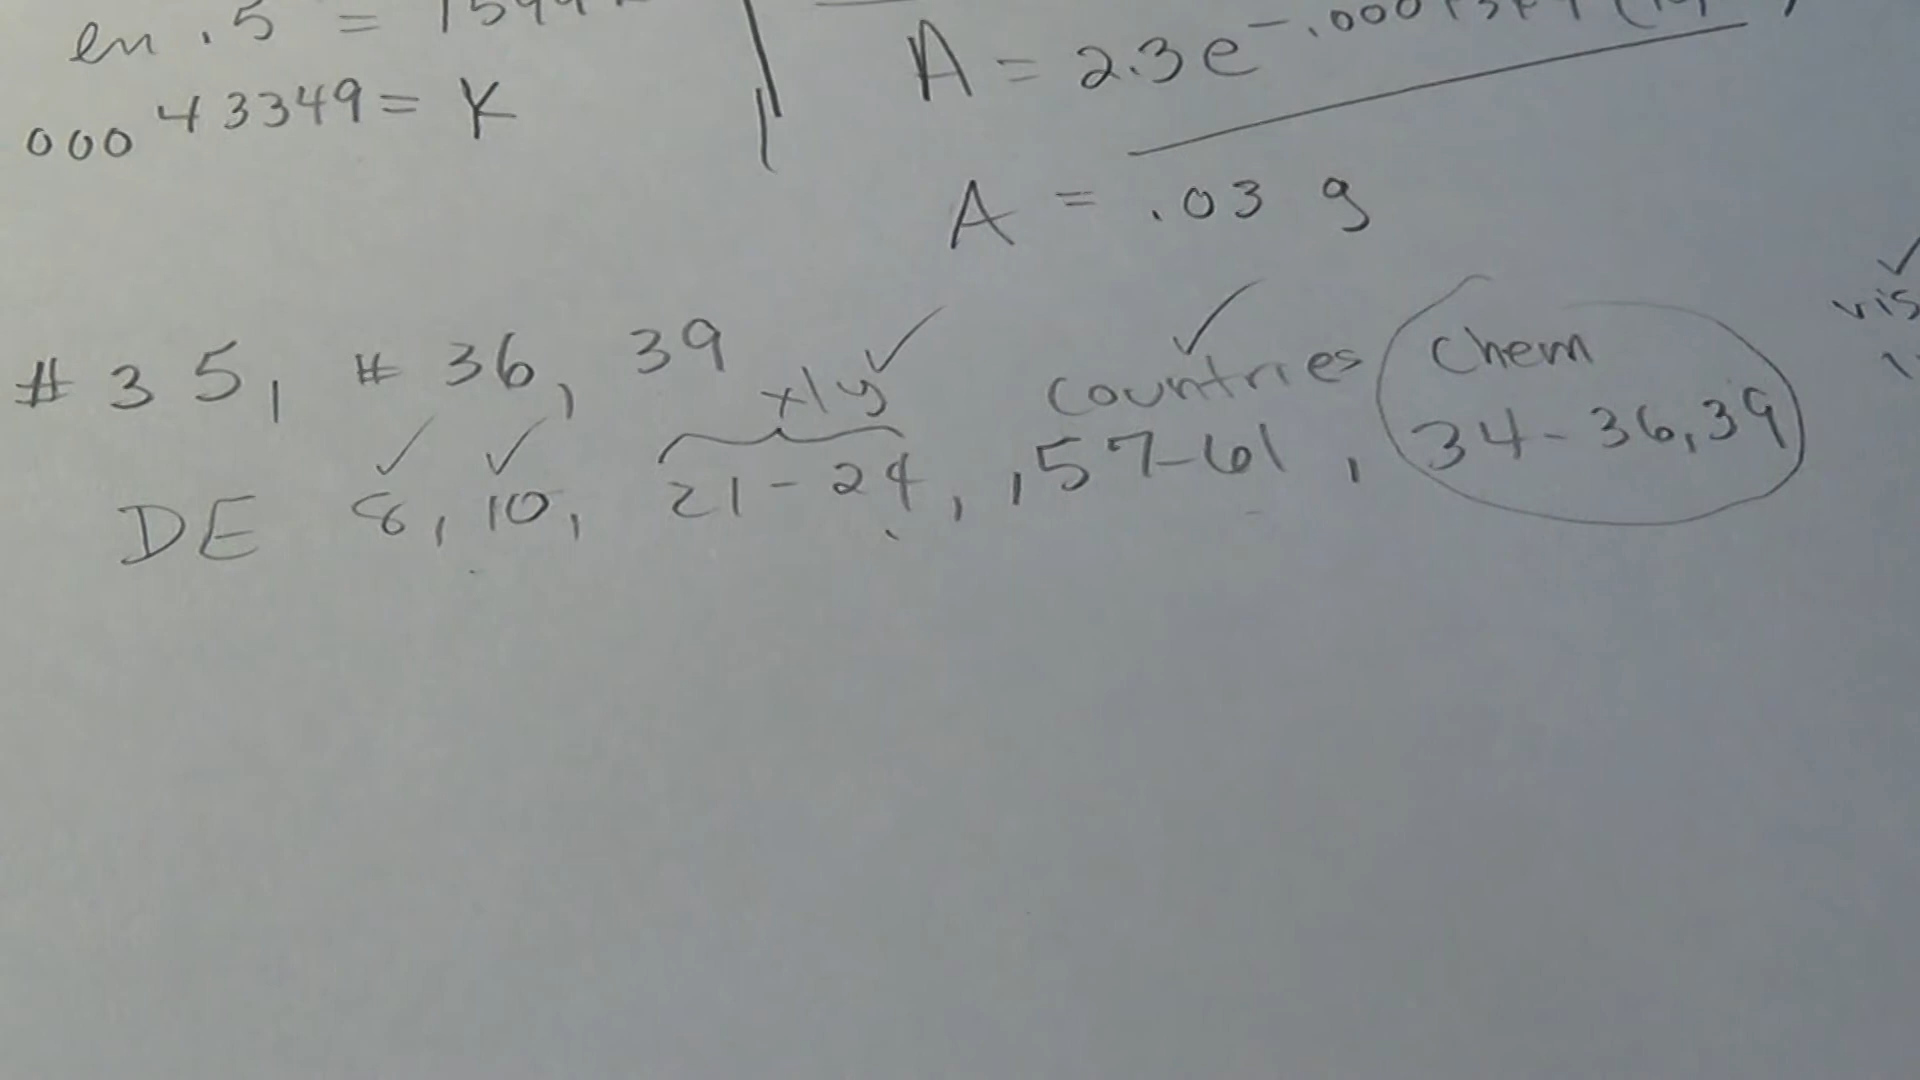 ln .5 =
000 43349 = K
A = 2.3e
A = .03 g
#35, #36, 39
x/y countries Chem
DE 8, 10, 21-24, ,57-61, 34-36,39